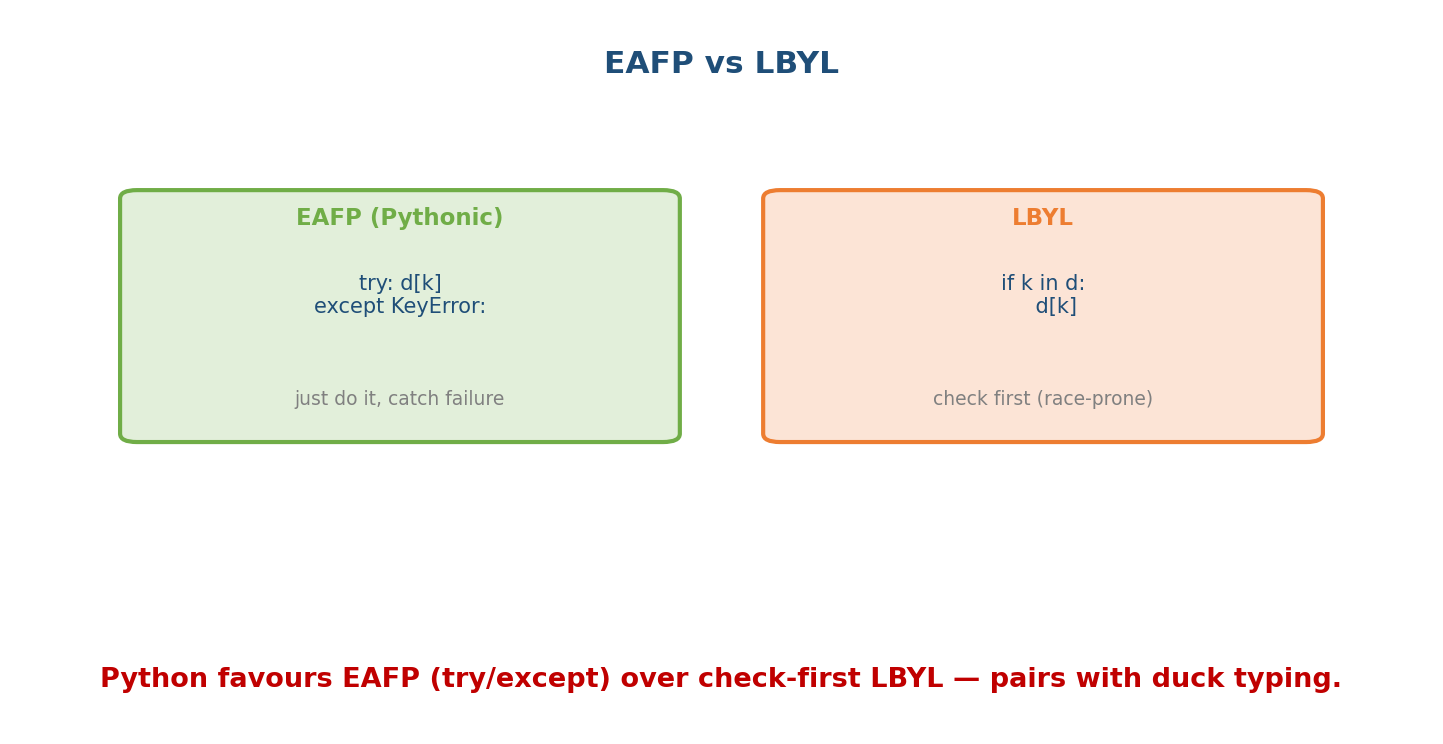 EAFP vs LBYL
EAFP (Pythonic)
try: d[k]
except KeyError:
just do it, catch failure
LBYL
if k in d:
    d[k]
check first (race-prone)
Python favours EAFP (try/except) over check-first LBYL — pairs with duck typing.